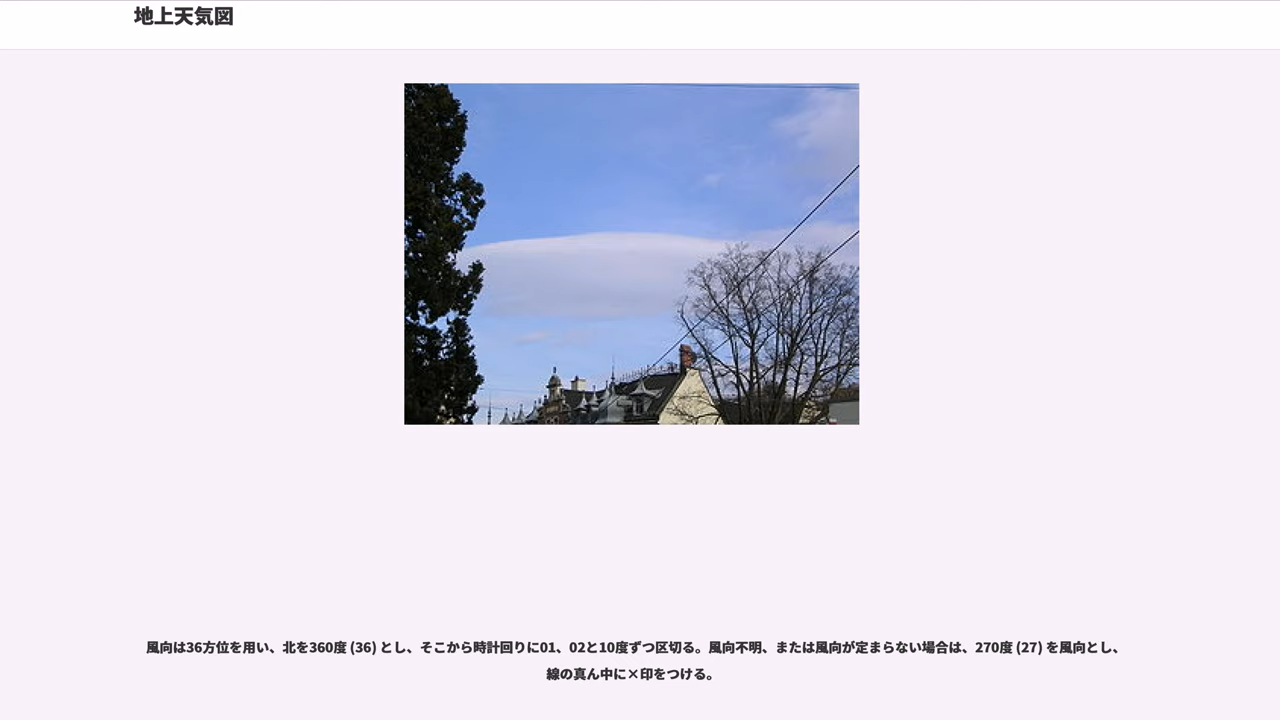 地上天気図
風向は36方位を用い、北を360度 (36) とし、そこから時計回りに01、02と10度ずつ区切る。風向不明、または風向が定まらない場合は、270度 (27) を風向とし、
線の真ん中に×印をつける。